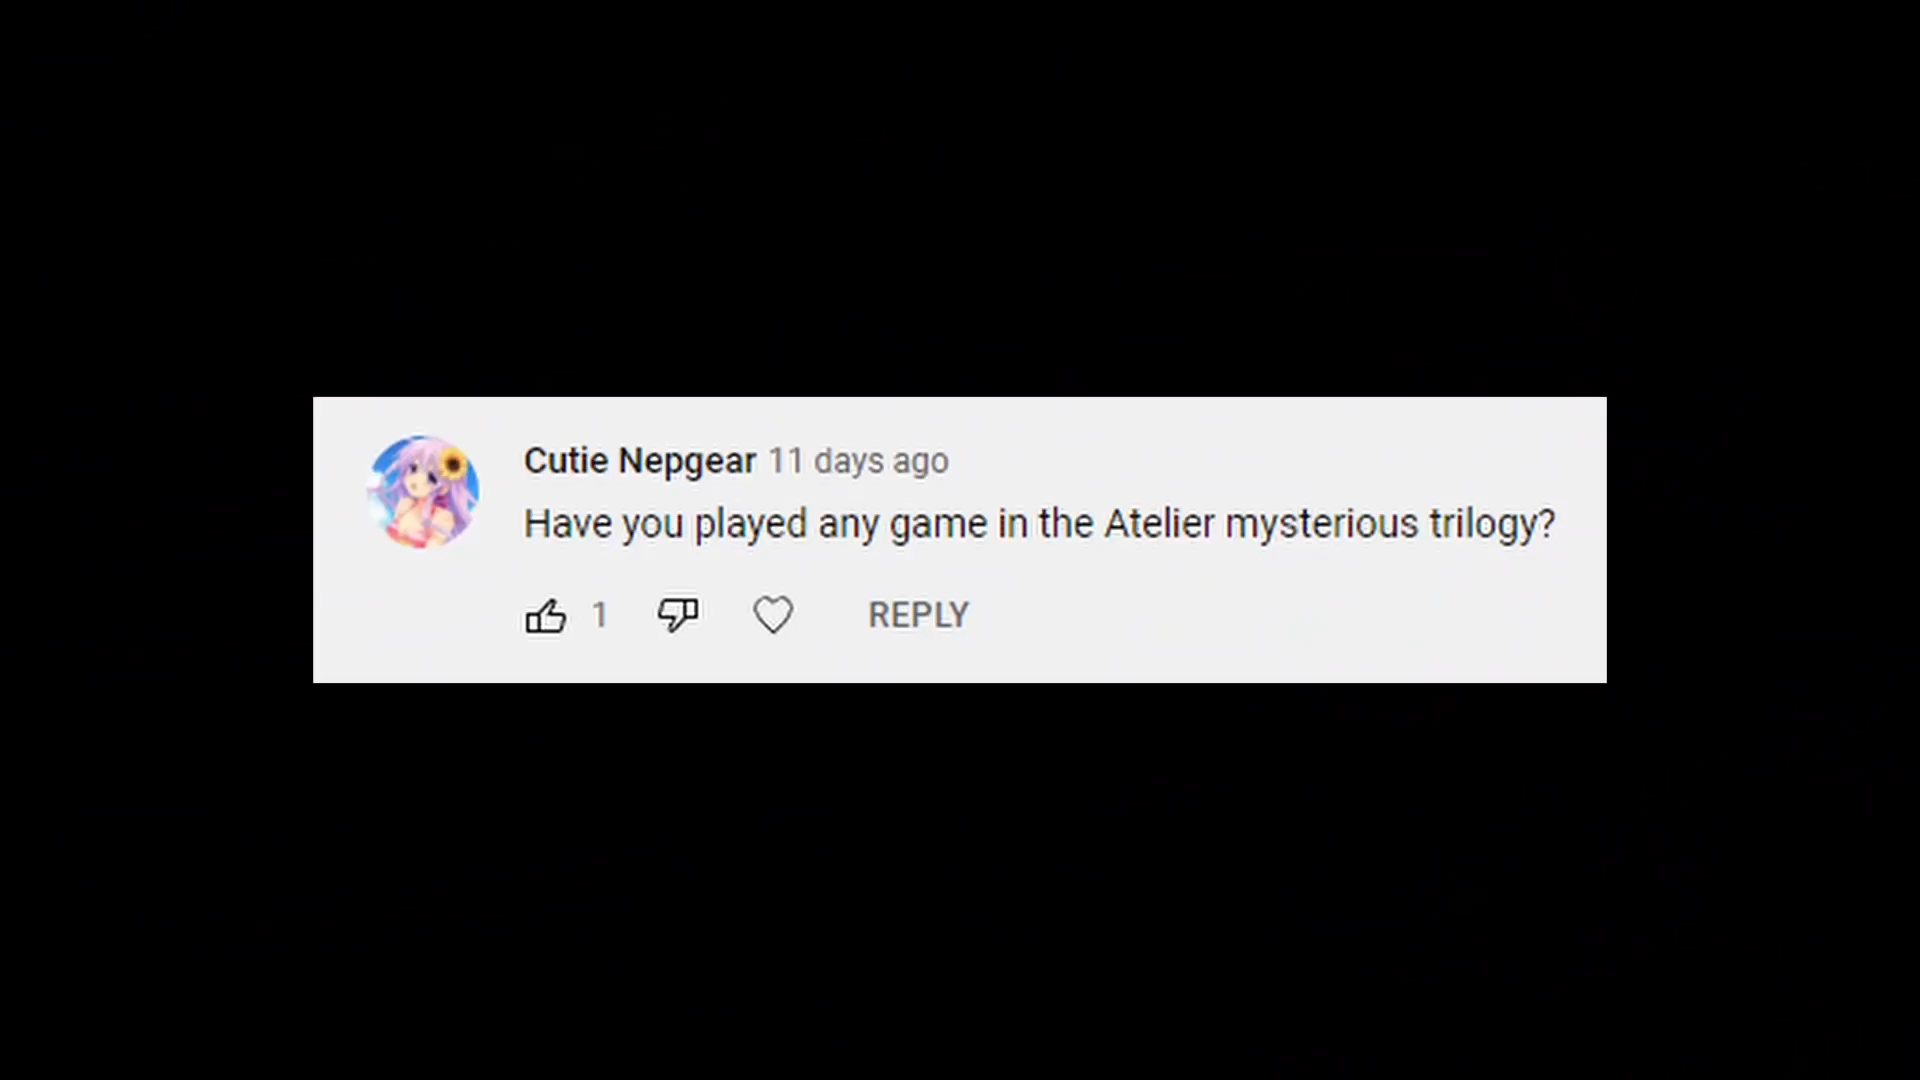 Cutie Nepgear 11 days ago
Have you played any game in the Atelier mysterious trilogy?
1 REPLY